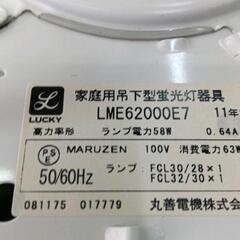 LUCKY
家庭用吊下型蛍光灯器具
LME62000E7 11年
高力率形 ランプ電力58W 0.64A
PSE MARUZEN 100V 消費電力63W
50/60Hz
ランプ: FCL30/28×1
FCL32/30×1
081175 017779 丸善電機株式会